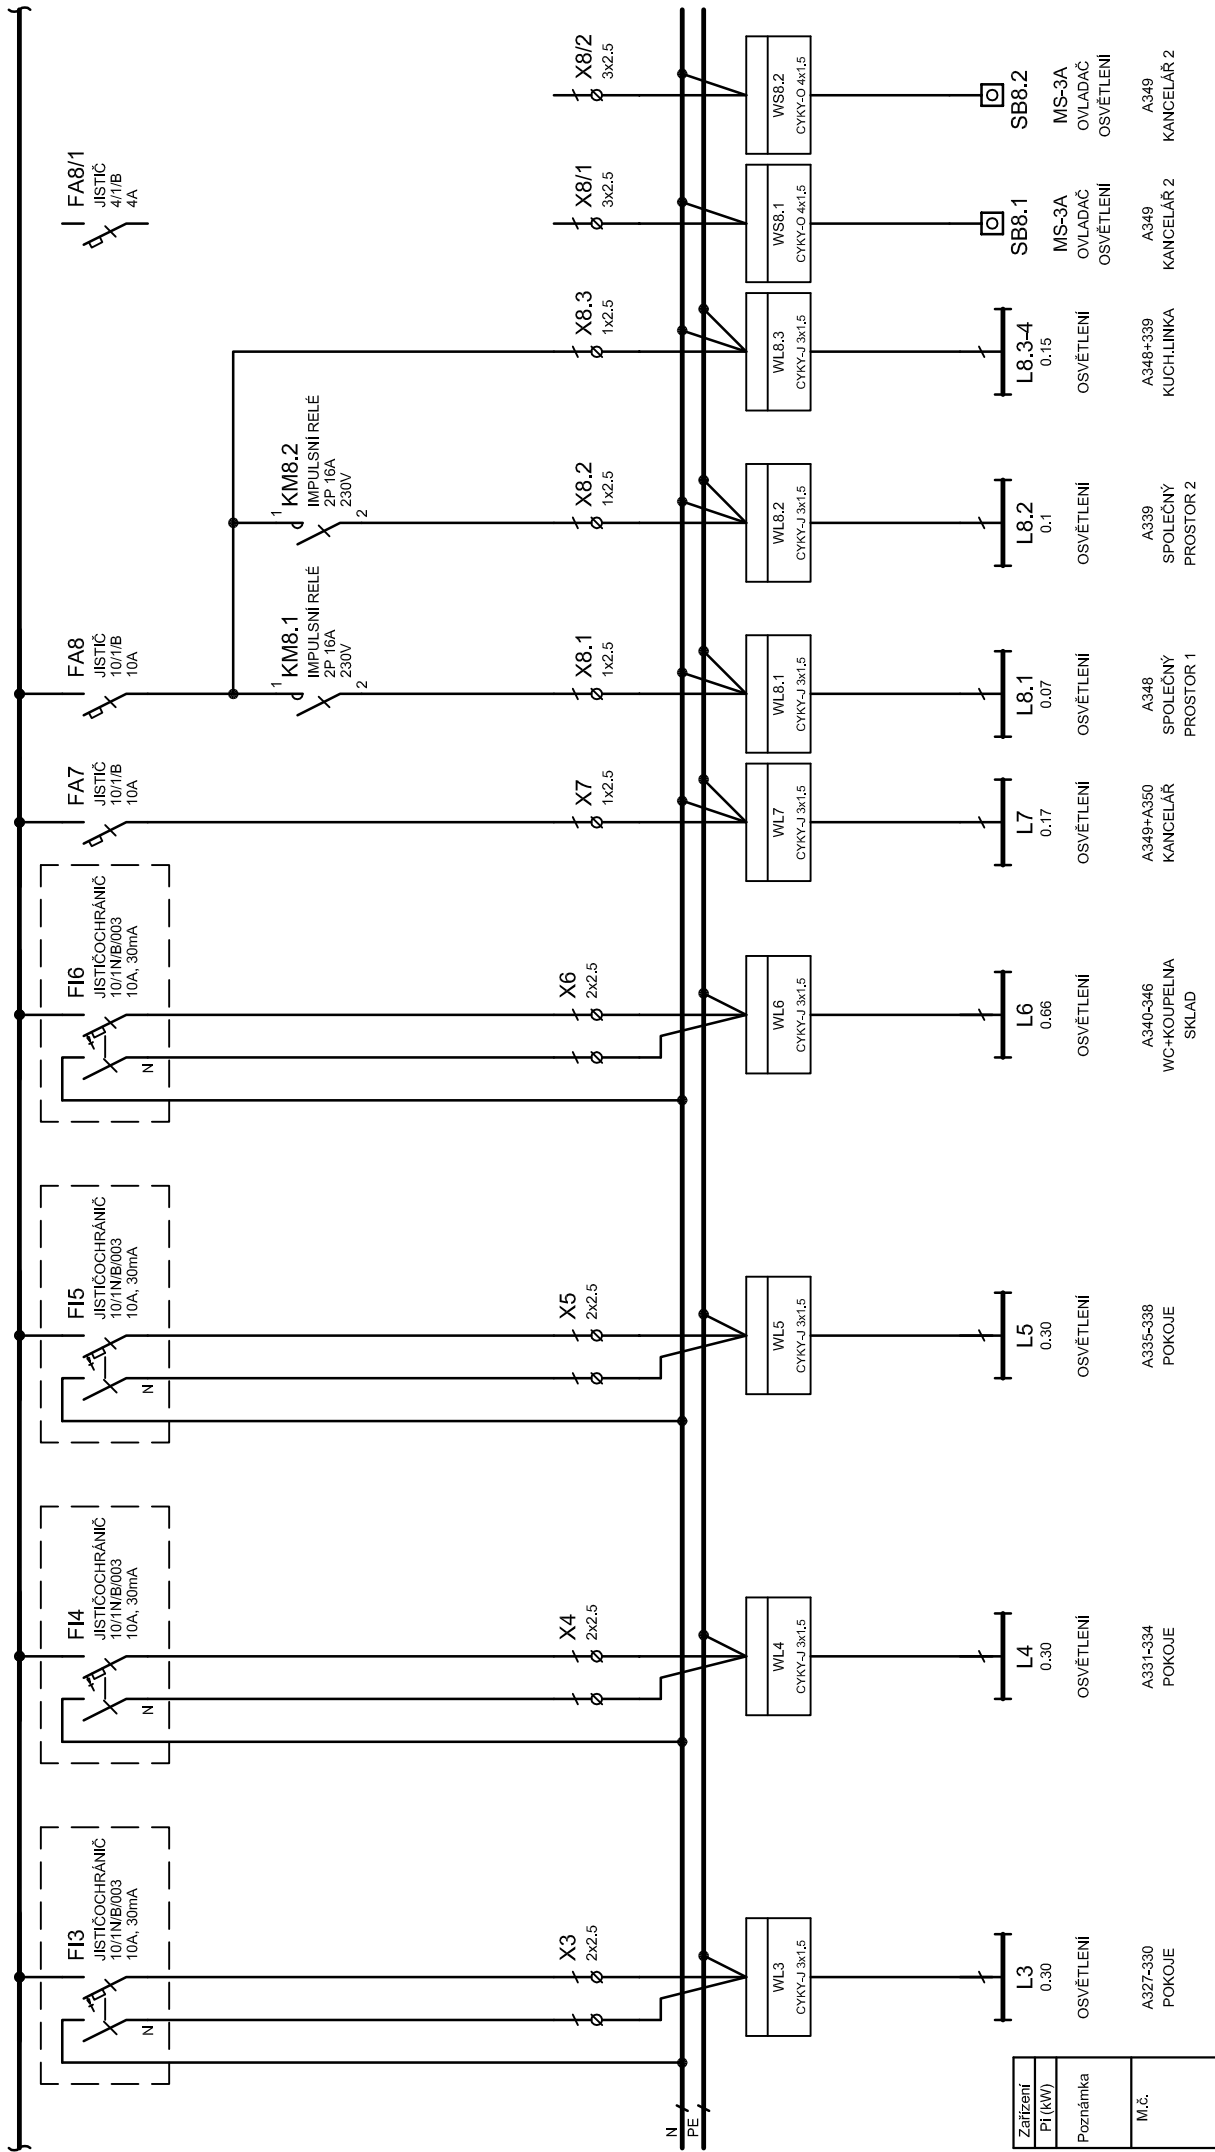 FI3
JISTIČOCHRÁNIČ
10/1N/B/003
10A, 30mA
N
FI4
JISTIČOCHRÁNIČ
10/1N/B/003
10A, 30mA
N
FI5
JISTIČOCHRÁNIČ
10/1N/B/003
10A, 30mA
N
FI6
JISTIČOCHRÁNIČ
10/1N/B/003
10A, 30mA
N
FA7
JISTIČ
10/1/B
10A
FA8
JISTIČ
10/1/B
10A
FA8/1
JISTIČ
4/1/B
4A
1
KM8.1
IMPULSNÍ RELÉ
2P 16A
230V
2
1
KM8.2
IMPULSNÍ RELÉ
2P 16A
230V
2
X3
2x2.5
X4
2x2.5
X5
2x2.5
X6
2x2.5
X7
1x2.5
X8.1
1x2.5
X8.2
1x2.5
X8.3
1x2.5
X8/1
3x2.5
X8/2
3x2.5
N
PE
WL3
CYKY-J 3x1.5
WL4
CYKY-J 3x1.5
WL5
CYKY-J 3x1.5
WL6
CYKY-J 3x1.5
WL7
CYKY-J 3x1.5
WL8.1
CYKY-J 3x1.5
WL8.2
CYKY-J 3x1.5
WL8.3
CYKY-J 3x1.5
WS8.1
CYKY-O 4x1.5
WS8.2
CYKY-O 4x1.5
Zařízení
Pi (kW)
Poznámka
M.č.
L3
0.30
OSVĚTLENÍ
A327-330
POKOJE
L4
0.30
OSVĚTLENÍ
A331-334
POKOJE
L5
0.30
OSVĚTLENÍ
A335-338
POKOJE
L6
0.66
OSVĚTLENÍ
A340-346
WC+KOUPELNA
SKLAD
L7
0.17
OSVĚTLENÍ
A349+A350
KANCELÁŘ
L8.1
0.07
OSVĚTLENÍ
A348
SPOLEČNÝ
PROSTOR 1
L8.2
0.1
OSVĚTLENÍ
A339
SPOLEČNÝ
PROSTOR 2
L8.3-4
0.15
OSVĚTLENÍ
A348+339
KUCH.LINKA
SB8.1
MS-3A
OVLADAČ
OSVĚTLENÍ
A349
KANCELÁŘ 2
SB8.2
MS-3A
OVLADAČ
OSVĚTLENÍ
A349
KANCELÁŘ 2